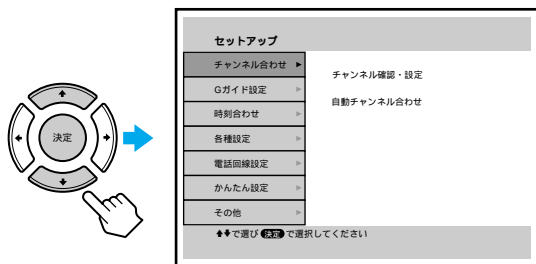 決定
セットアップ
チャンネル合わせ
Gガイド設定
時刻合わせ
各種設定
電話回線設定
かんたん設定
その他
チャンネル確認・設定
自動チャンネル合わせ
で選び 決定 で選択してください